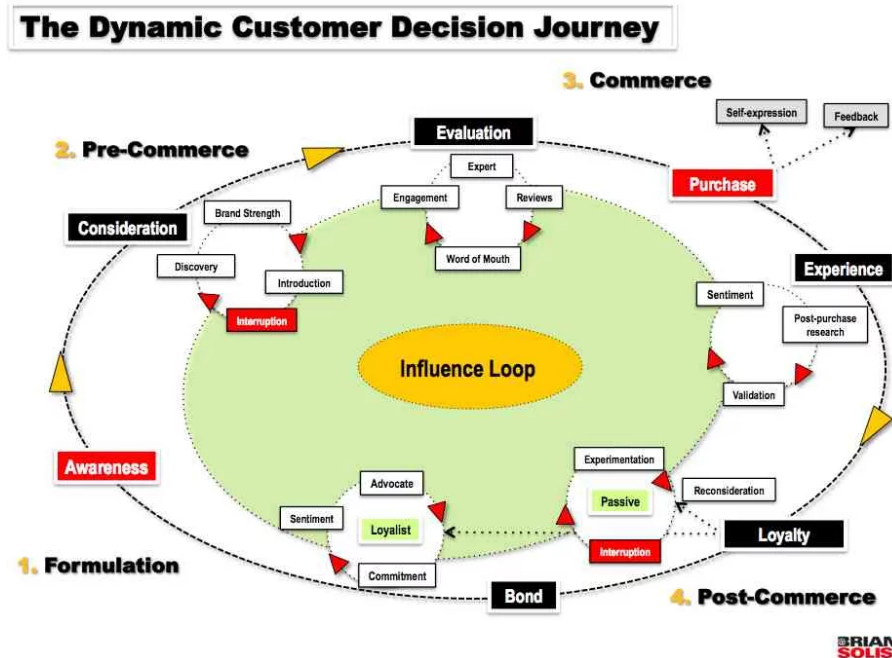 The Dynamic Customer Decision Journey
3. Commerce
Self-expression
Feedback
Evaluation
2. Pre-Commerce
Expert
Purchase
Engagement
Reviews
Brand Strength
Consideration
Word of Mouth
Discovery
Introduction
Experience
Sentiment
Interruption
Post-purchase
research
Influence Loop
Validation
Awareness
Experimentation
Advocate
Reconsideration
Passive
Sentiment
Loyalist
Loyalty
Interruption
1. Formulation
Commitment
Bond
4. Post-Commerce
BRIAN
SOLIS